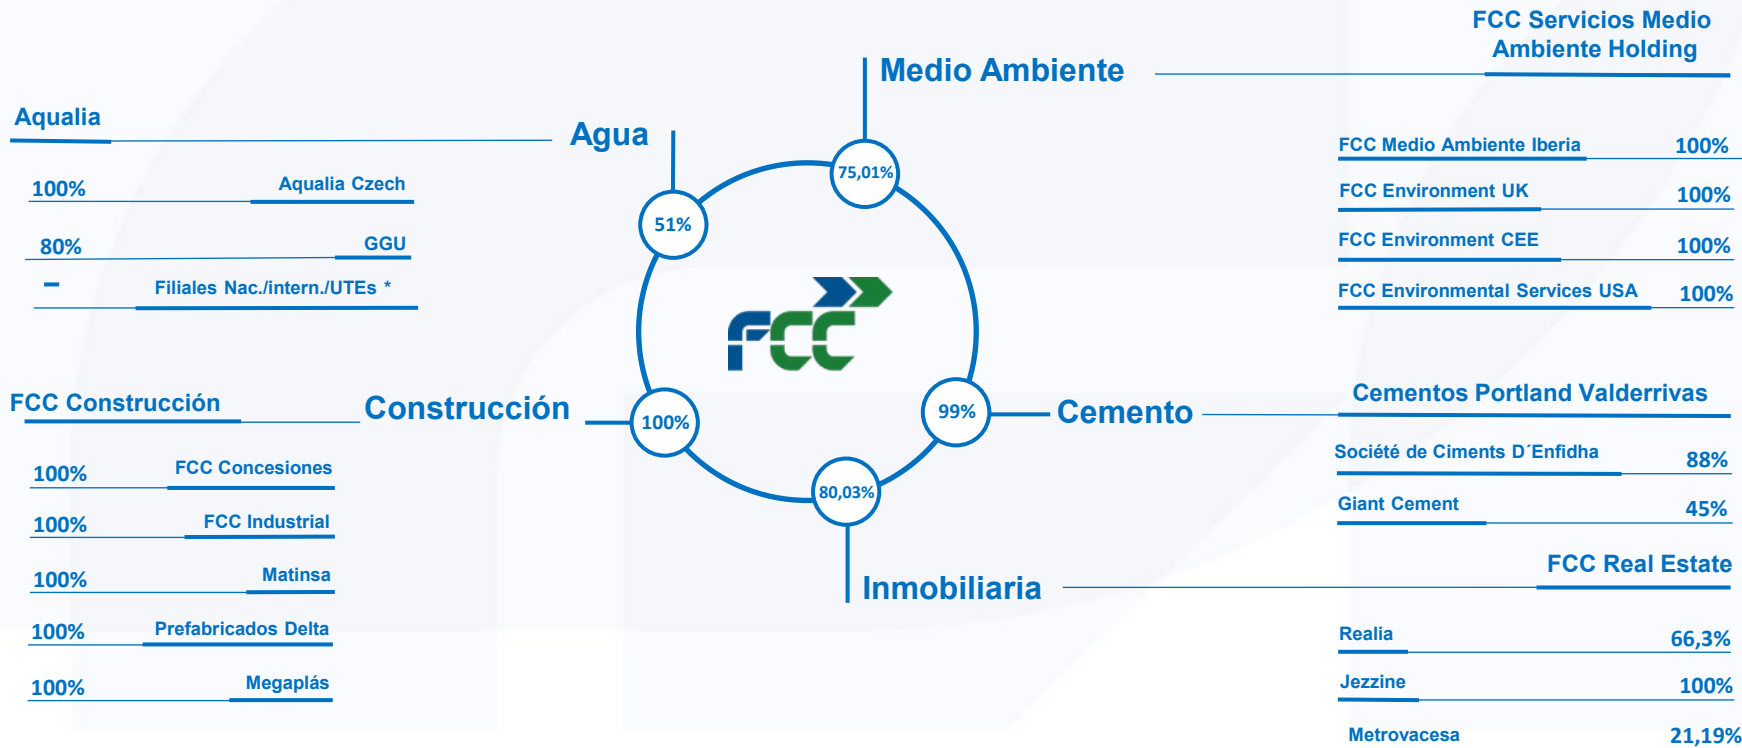 FCC Servicios Medio
Ambiente Holding
Medio Ambiente
FCC Medio Ambiente Iberia 100%
FCC Environment UK 100%
FCC Environment CEE 100%
FCC Environmental Services USA 100%
75,01%
Aqualia
Agua
51%
100% Aqualia Czech
80% GGU
– Filiales Nac./intern./UTEs *
FCC
FCC Construcción
Construcción
100%
100% FCC Concesiones
100% FCC Industrial
100% Matinsa
100% Prefabricados Delta
100% Megaplás
99%
Cemento
Cementos Portland Valderrivas
Société de Ciments D´Enfidha 88%
Giant Cement 45%
80,03%
Inmobiliaria
FCC Real Estate
Realia 66,3%
Jezzine 100%
Metrovacesa 21,19%